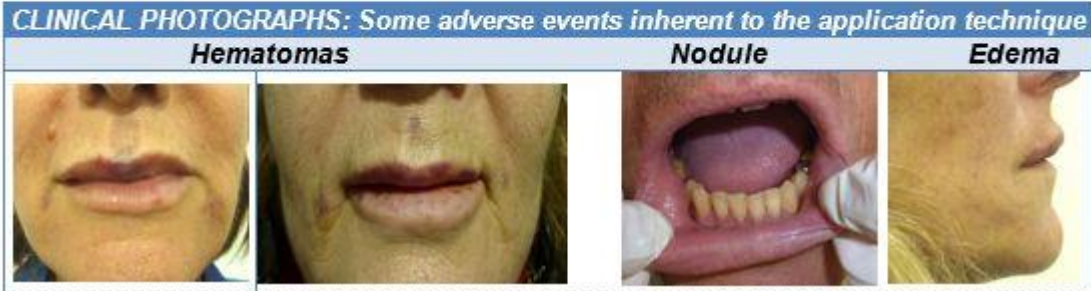 CLINICAL PHOTOGRAPHS: Some adverse events inherent to the application technique
Hematomas Nodule Edema